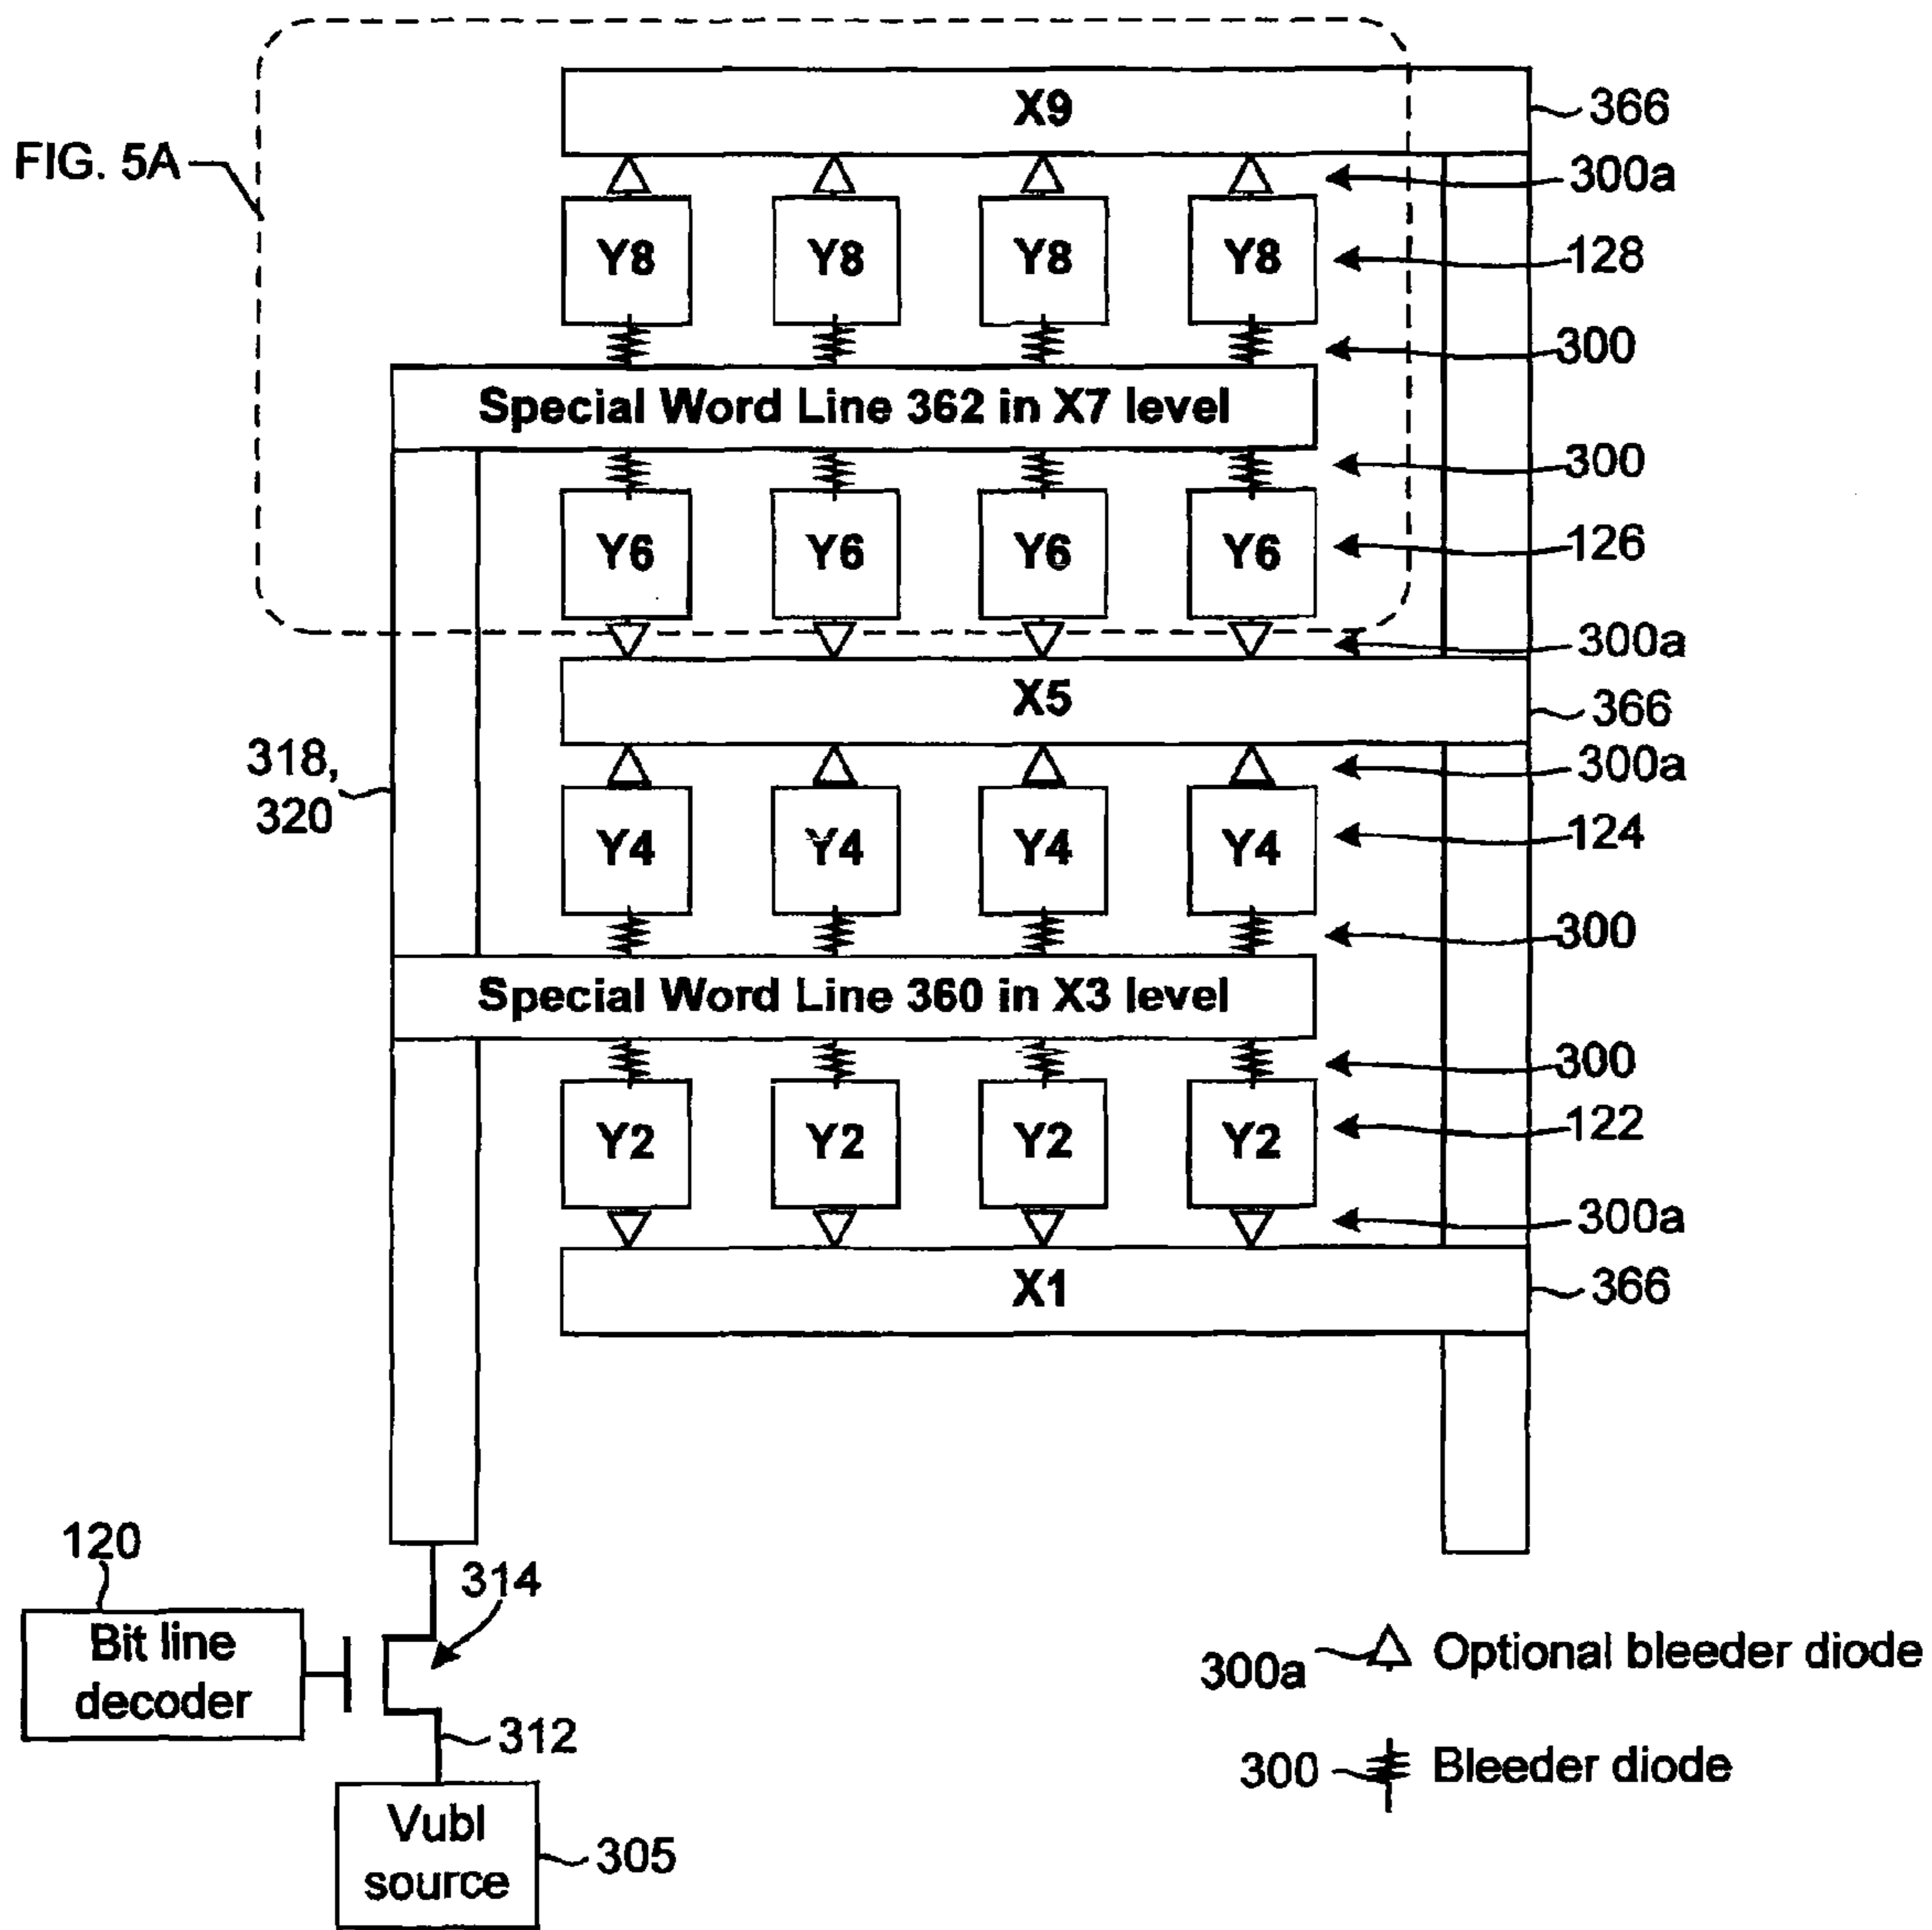 X9
366
FIG. 5A
300a
Y8 Y8 Y8 Y8
128
300
Special Word Line 362 in X7 level
300
Y6 Y6 Y6 Y6
126
300a
X5
366
318,
320
300a
Y4 Y4 Y4 Y4
124
300
Special Word Line 360 in X3 level
300
Y2 Y2 Y2 Y2
122
300a
X1
366
120
314
Bit line
decoder
312
Vubl
source
305
300a Optional bleeder diode
300 Bleeder diode